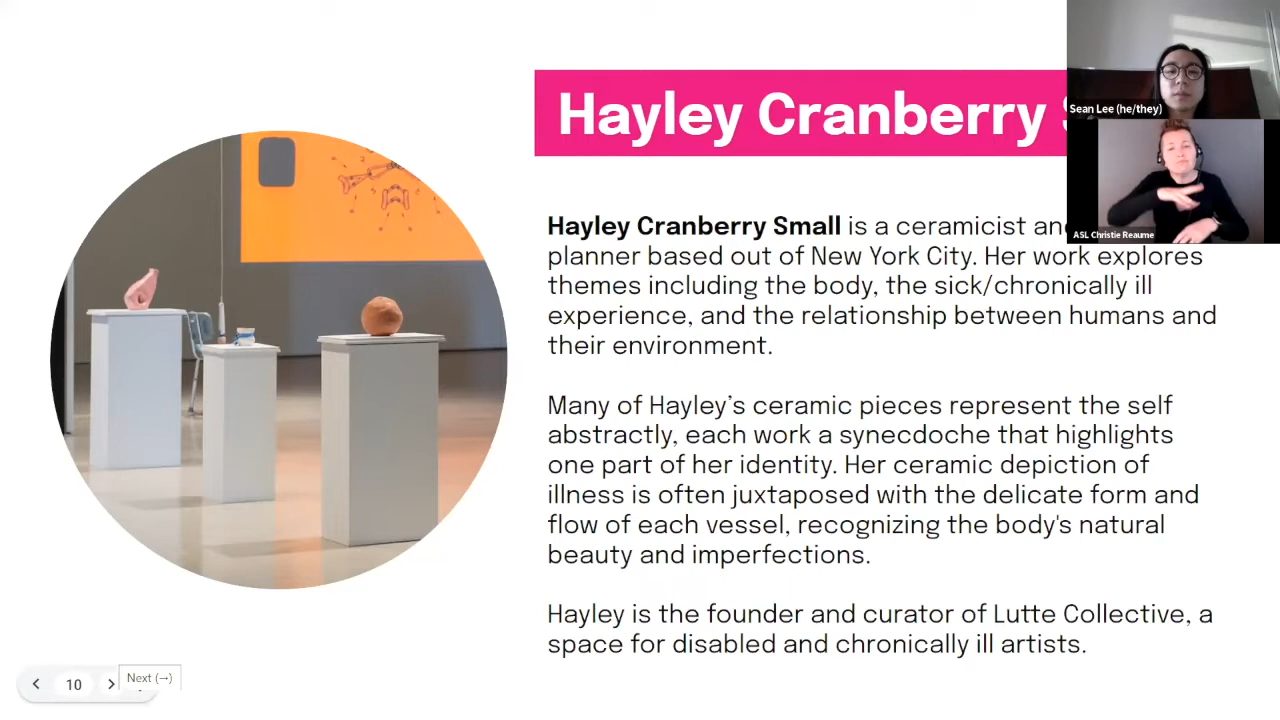 Hayley Cranberry
Sean Lee (he/they)
ASL Christie Reaume
Hayley Cranberry Small is a ceramicist
planner based out of New York City. Her work explores
themes including the body, the sick/chronically ill
experience, and the relationship between humans and
their environment.
Many of Hayley’s ceramic pieces represent the self
abstractly, each work a synecdoche that highlights
one part of her identity. Her ceramic depiction of
illness is often juxtaposed with the delicate form and
flow of each vessel, recognizing the body's natural
beauty and imperfections.
Hayley is the founder and curator of Lutte Collective, a
space for disabled and chronically ill artists.
10
Next (→)